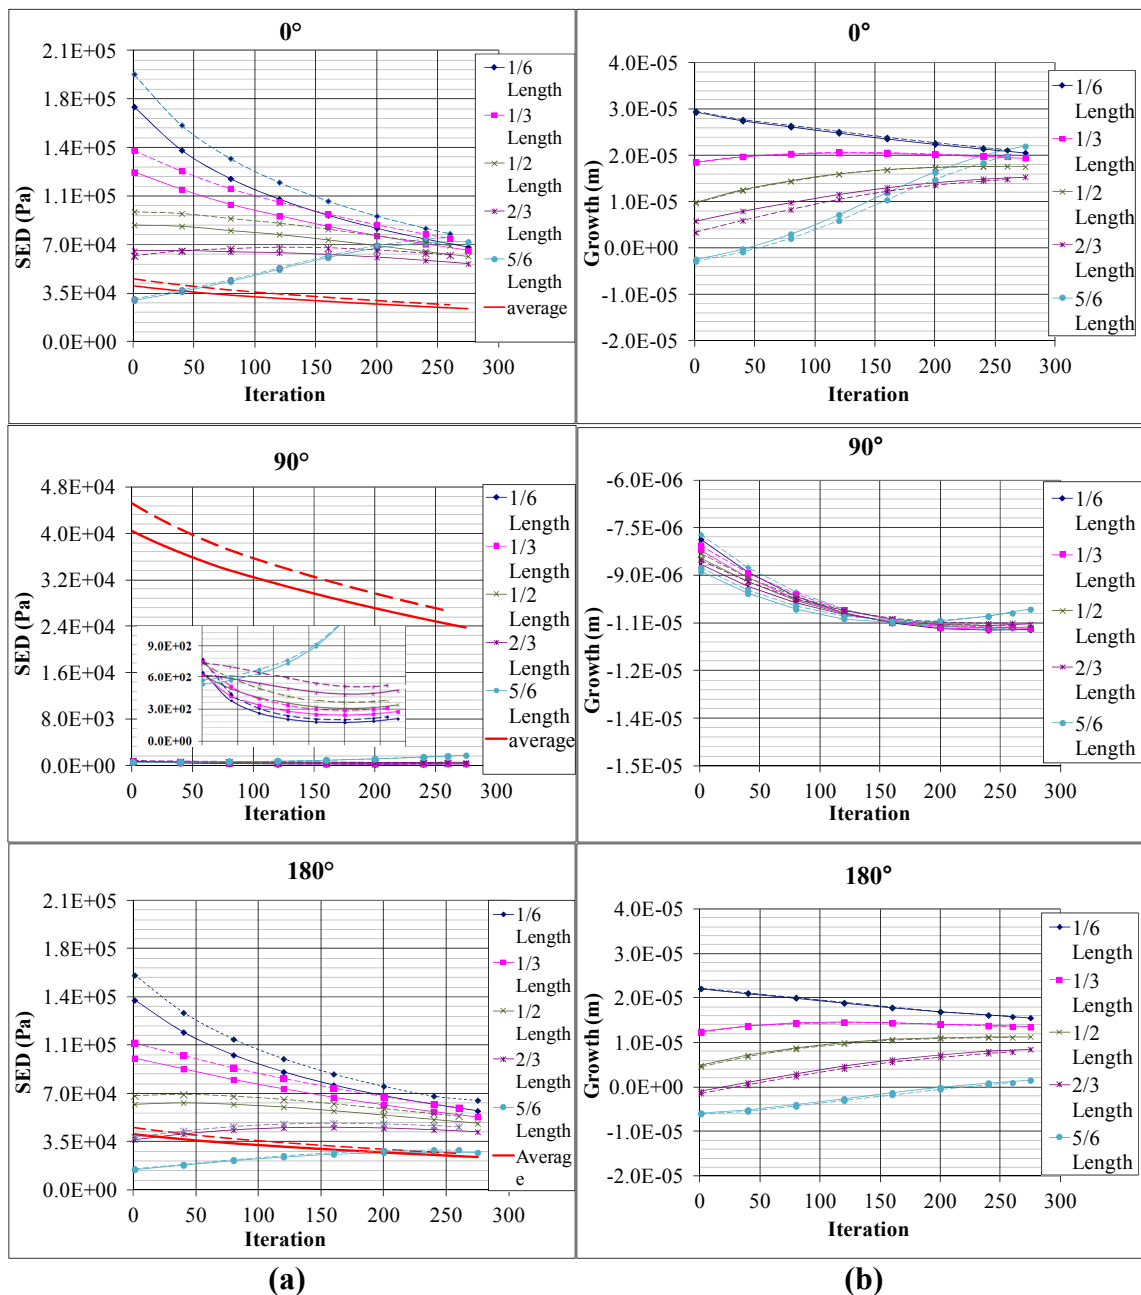 0°
2.1E+05
1.8E+05
1.4E+05
1.1E+05
7.0E+04
3.5E+04
0.0E+00
SED (Pa)
0 50 100 150 200 250 300
Iteration
1/6 Length
1/3 Length
1/2 Length
2/3 Length
5/6 Length
average
0°
4.0E-05
3.0E-05
2.0E-05
1.0E-05
0.0E+00
-1.0E-05
-2.0E-05
Growth (m)
0 50 100 150 200 250 300
Iteration
1/6 Length
1/3 Length
1/2 Length
2/3 Length
5/6 Length
90°
4.8E+04
4.0E+04
3.2E+04
2.4E+04
1.6E+04
8.0E+03
0.0E+00
SED (Pa)
9.0E+02
6.0E+02
3.0E+02
0.0E+00
0 50 100 150 200 250 300
Iteration
1/6 Length
1/3 Length
1/2 Length
2/3 Length
5/6 Length
average
90°
-6.0E-06
-7.5E-06
-9.0E-06
-1.1E-05
-1.2E-05
-1.4E-05
-1.5E-05
Growth (m)
0 50 100 150 200 250 300
Iteration
1/6 Length
1/3 Length
1/2 Length
2/3 Length
5/6 Length
180°
2.1E+05
1.8E+05
1.4E+05
1.1E+05
7.0E+04
3.5E+04
0.0E+00
SED (Pa)
0 50 100 150 200 250 300
Iteration
1/6 Length
1/3 Length
1/2 Length
2/3 Length
5/6 Length
Averag
e
180°
4.0E-05
3.0E-05
2.0E-05
1.0E-05
0.0E+00
-1.0E-05
-2.0E-05
Growth (m)
0 50 100 150 200 250 300
Iteration
1/6 Length
1/3 Length
1/2 Length
2/3 Length
5/6 Length
(a)
(b)